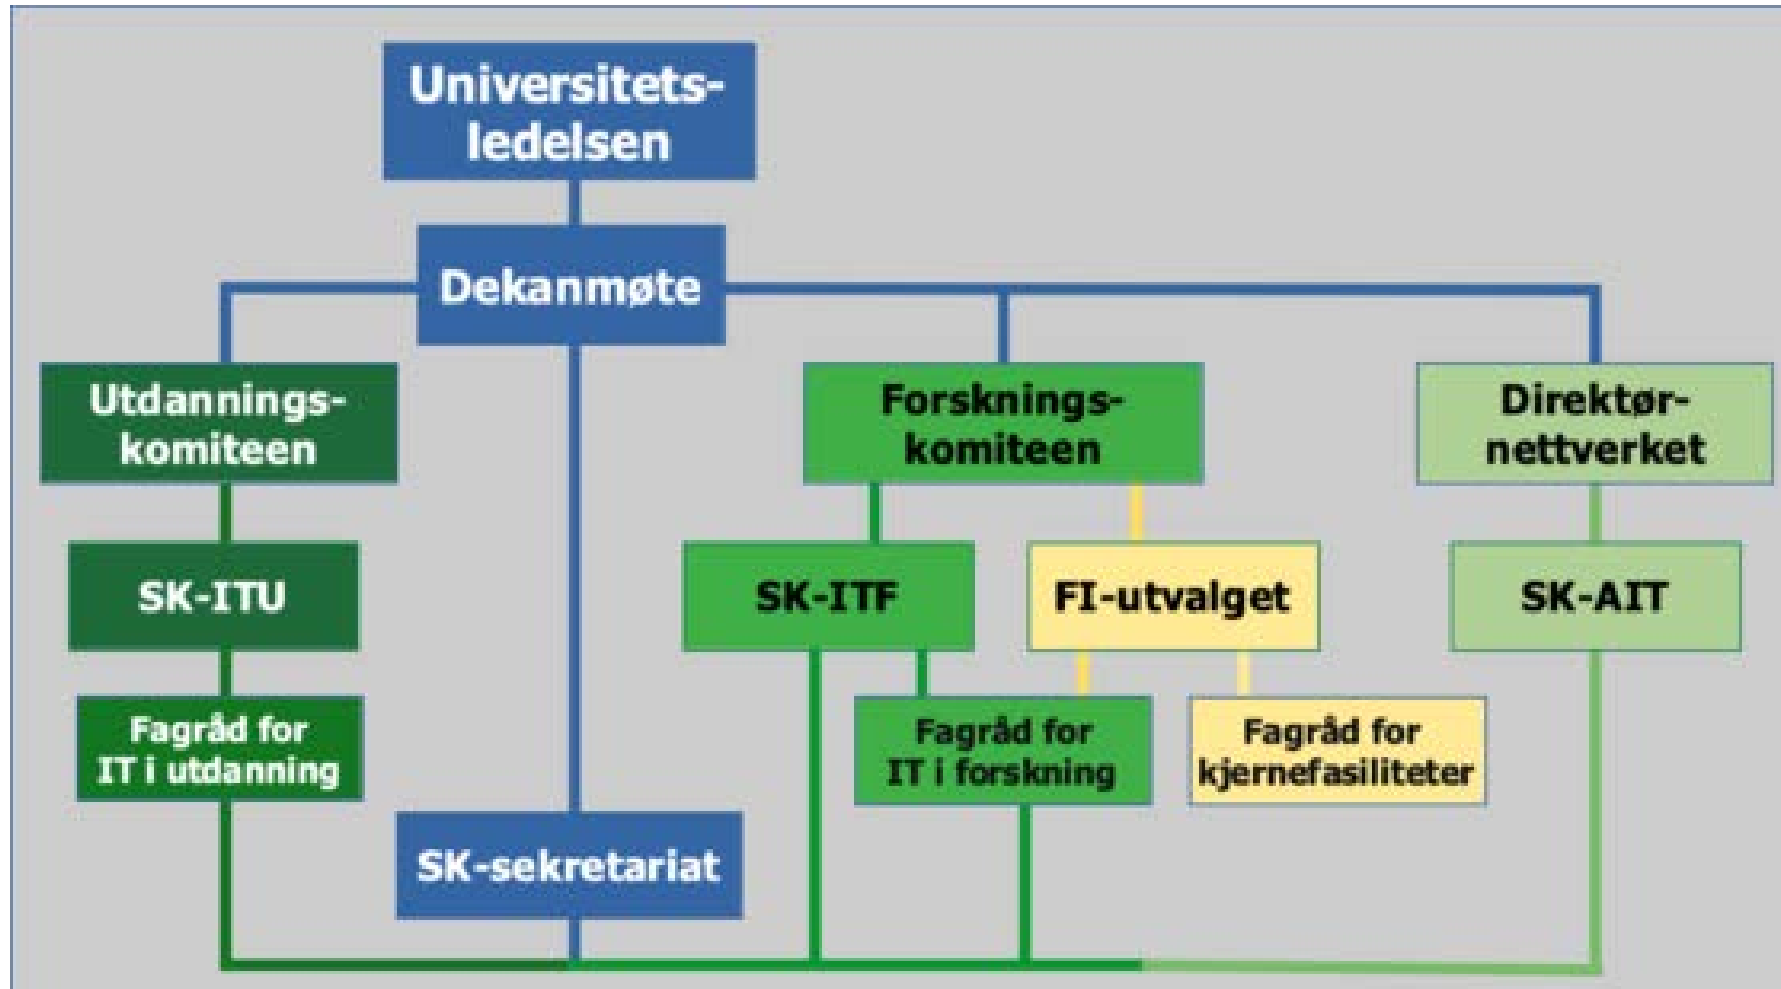 Universitets-
ledelsen
Dekanmøte
Utdannings-
komiteen
Forsknings-
komiteen
Direktør-
nettverket
SK-ITU
SK-ITF
FI-utvalget
SK-AIT
Fagråd for
IT i utdanning
Fagråd for
IT i forskning
Fagråd for
kjernefasiliteter
SK-sekretariat